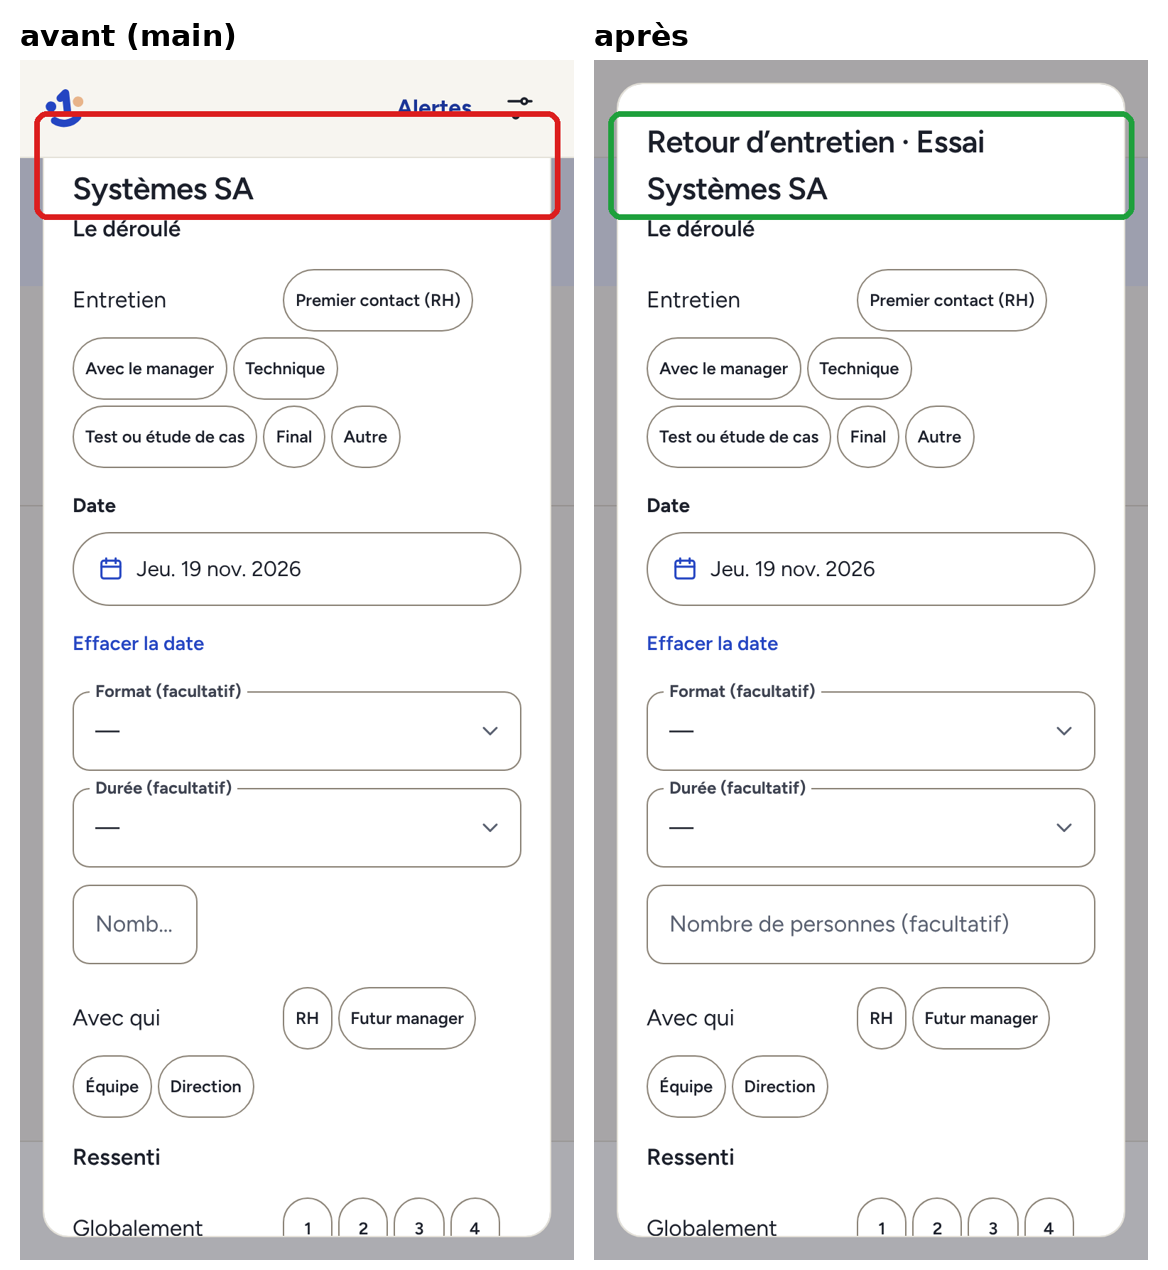 avant (main)
Alertes
Systèmes SA
Le déroulé
Entretien
Premier contact (RH)
Avec le manager
Technique
Test ou étude de cas
Final
Autre
Date
Jeu. 19 nov. 2026
Effacer la date
Format (facultatif)
—
Durée (facultatif)
—
Nomb...
Avec qui
RH
Futur manager
Équipe
Direction
Ressenti
Globalement
1
2
3
4
après
Retour d’entretien · Essai
Systèmes SA
Le déroulé
Entretien
Premier contact (RH)
Avec le manager
Technique
Test ou étude de cas
Final
Autre
Date
Jeu. 19 nov. 2026
Effacer la date
Format (facultatif)
—
Durée (facultatif)
—
Nombre de personnes (facultatif)
Avec qui
RH
Futur manager
Équipe
Direction
Ressenti
Globalement
1
2
3
4